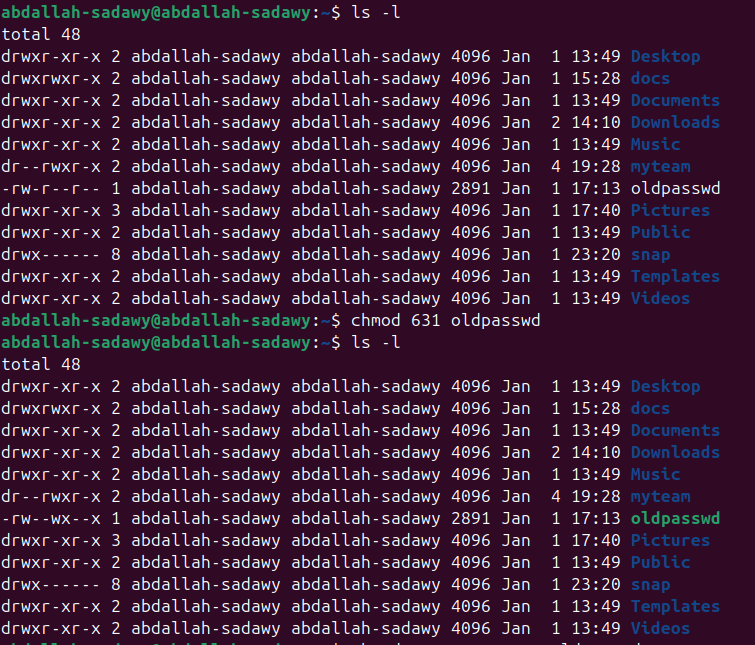 abdallah-sadawy@abdallah-sadawy:~$ ls -l
total 48
drwxr-xr-x 2 abdallah-sadawy abdallah-sadawy 4096 Jan  1 13:49 Desktop
drwxrwxr-x 2 abdallah-sadawy abdallah-sadawy 4096 Jan  1 15:28 docs
drwxr-xr-x 2 abdallah-sadawy abdallah-sadawy 4096 Jan  1 13:49 Documents
drwxr-xr-x 2 abdallah-sadawy abdallah-sadawy 4096 Jan  2 14:10 Downloads
drwxr-xr-x 2 abdallah-sadawy abdallah-sadawy 4096 Jan  1 13:49 Music
dr--rwxr-x 2 abdallah-sadawy abdallah-sadawy 4096 Jan  4 19:28 myteam
-rw-r--r-- 1 abdallah-sadawy abdallah-sadawy 2891 Jan  1 17:13 oldpasswd
drwxr-xr-x 3 abdallah-sadawy abdallah-sadawy 4096 Jan  1 17:40 Pictures
drwxr-xr-x 2 abdallah-sadawy abdallah-sadawy 4096 Jan  1 13:49 Public
drwx------ 8 abdallah-sadawy abdallah-sadawy 4096 Jan  1 23:20 snap
drwxr-xr-x 2 abdallah-sadawy abdallah-sadawy 4096 Jan  1 13:49 Templates
drwxr-xr-x 2 abdallah-sadawy abdallah-sadawy 4096 Jan  1 13:49 Videos
abdallah-sadawy@abdallah-sadawy:~$ chmod 631 oldpasswd
abdallah-sadawy@abdallah-sadawy:~$ ls -l
total 48
drwxr-xr-x 2 abdallah-sadawy abdallah-sadawy 4096 Jan  1 13:49 Desktop
drwxrwxr-x 2 abdallah-sadawy abdallah-sadawy 4096 Jan  1 15:28 docs
drwxr-xr-x 2 abdallah-sadawy abdallah-sadawy 4096 Jan  1 13:49 Documents
drwxr-xr-x 2 abdallah-sadawy abdallah-sadawy 4096 Jan  2 14:10 Downloads
drwxr-xr-x 2 abdallah-sadawy abdallah-sadawy 4096 Jan  1 13:49 Music
dr--rwxr-x 2 abdallah-sadawy abdallah-sadawy 4096 Jan  4 19:28 myteam
-rw--wx--x 1 abdallah-sadawy abdallah-sadawy 2891 Jan  1 17:13 oldpasswd
drwxr-xr-x 3 abdallah-sadawy abdallah-sadawy 4096 Jan  1 17:40 Pictures
drwxr-xr-x 2 abdallah-sadawy abdallah-sadawy 4096 Jan  1 13:49 Public
drwx------ 8 abdallah-sadawy abdallah-sadawy 4096 Jan  1 23:20 snap
drwxr-xr-x 2 abdallah-sadawy abdallah-sadawy 4096 Jan  1 13:49 Templates
drwxr-xr-x 2 abdallah-sadawy abdallah-sadawy 4096 Jan  1 13:49 Videos